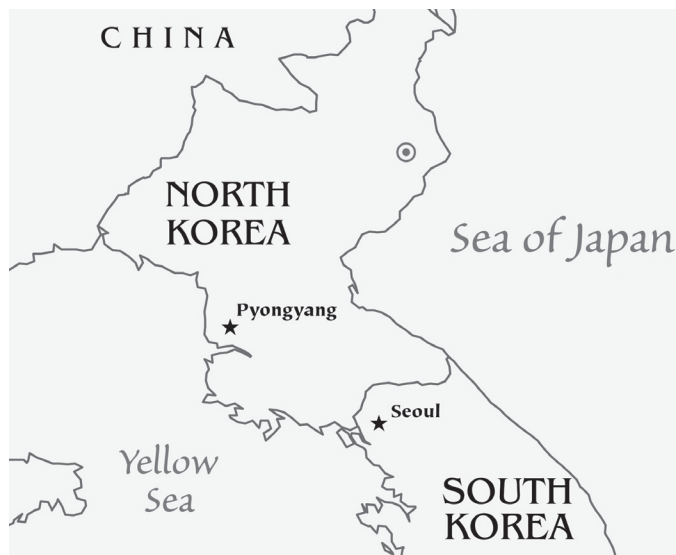 CHINA
NORTH
KOREA
Sea of Japan
Pyongyang
Seoul
Yellow
Sea
SOUTH
KOREA